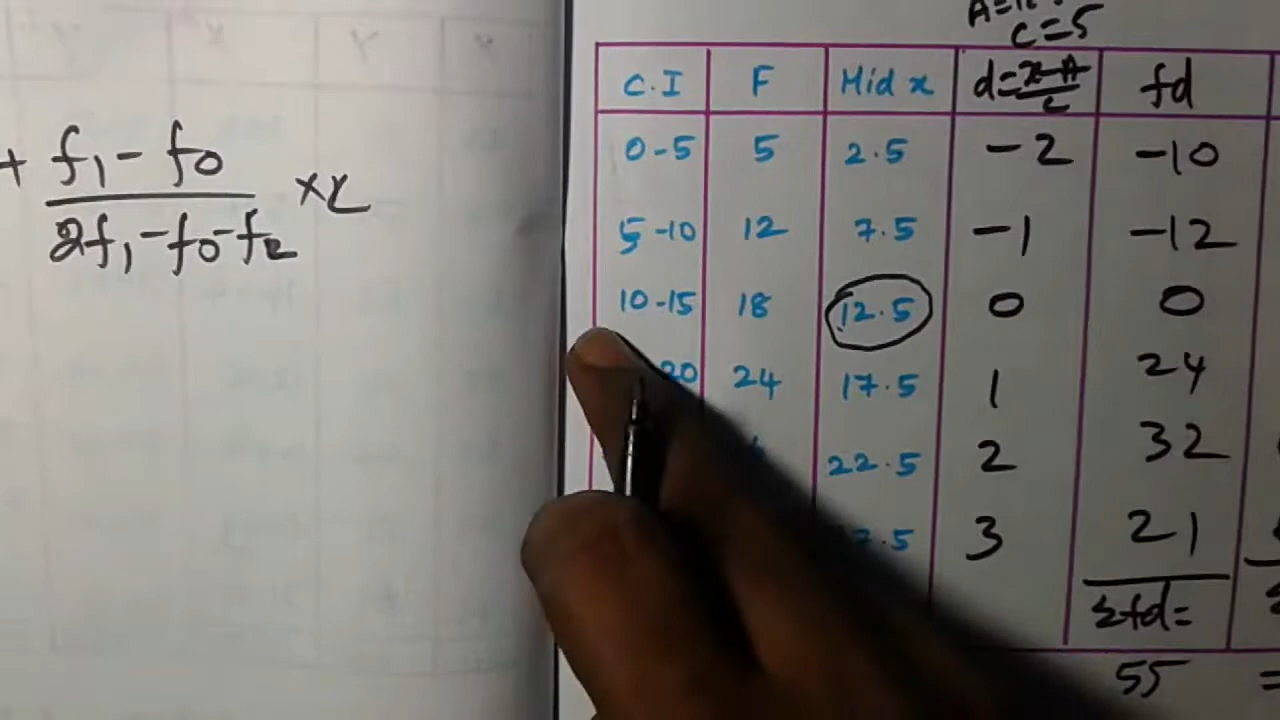 + f1 - f0 × c
2f1 - f0 - f2
C = 5
C.I F Mid x d = x-A/c fd
0-5 5 2.5 -2 -10
5-10 12 7.5 -1 -12
10-15 18 12.5 0 0
20 24 17.5 1 24
22.5 2 32
.5 3 21
Σfd=
55 =